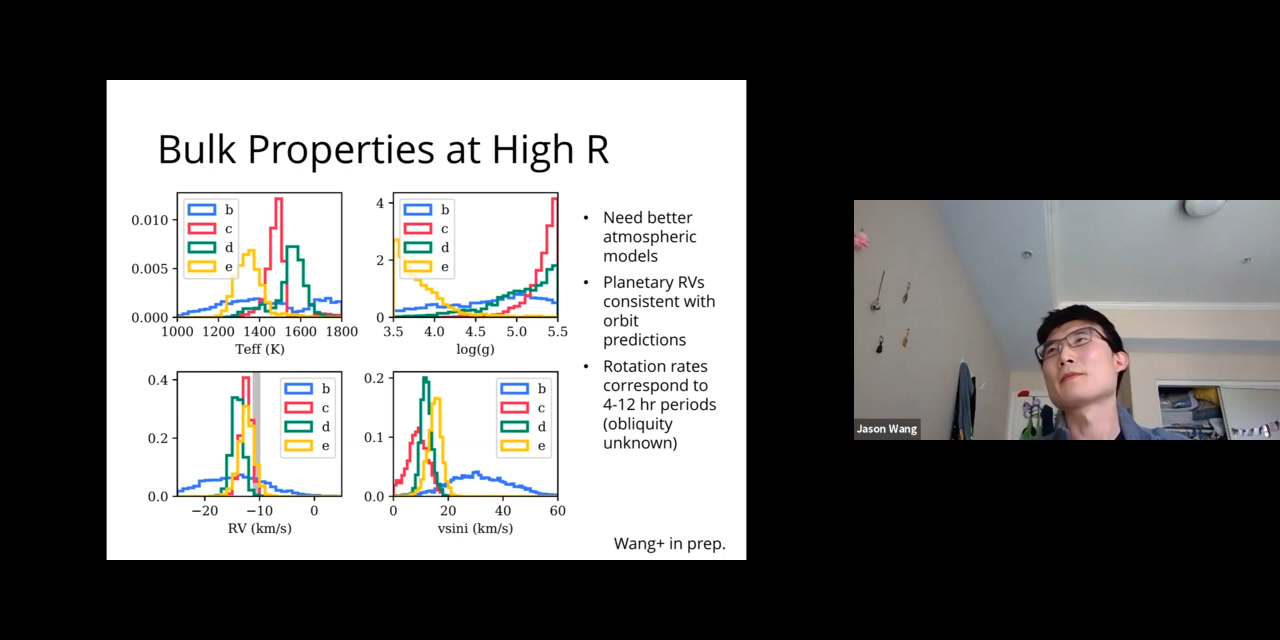 Bulk Properties at High R
b
c
d
e
0.010
0.005
0.000
1000 1200 1400 1600 1800
Teff (K)
b
c
d
e
4
2
0
3.5 4.0 4.5 5.0 5.5
log(g)
b
c
d
e
0.4
0.2
0.0
−20 −10 0
RV (km/s)
b
c
d
e
0.2
0.1
0.0
0 20 40 60
vsini (km/s)
• Need better
atmospheric
models
• Planetary RVs
consistent with
orbit
predictions
• Rotation rates
correspond to
4-12 hr periods
(obliquity
unknown)
Wang+ in prep.
Jason Wang